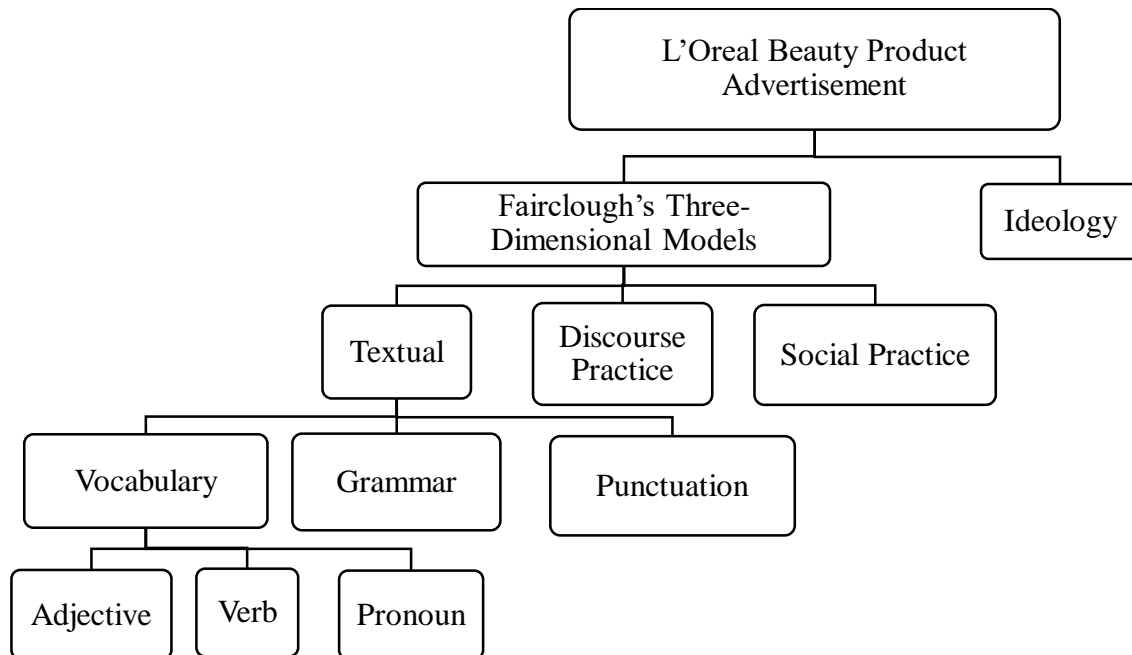 L’Oreal Beauty Product
Advertisement
Fairclough’s Three-
Dimensional Models
Ideology
Textual
Discourse
Practice
Social Practice
Vocabulary
Grammar
Punctuation
Adjective
Verb
Pronoun